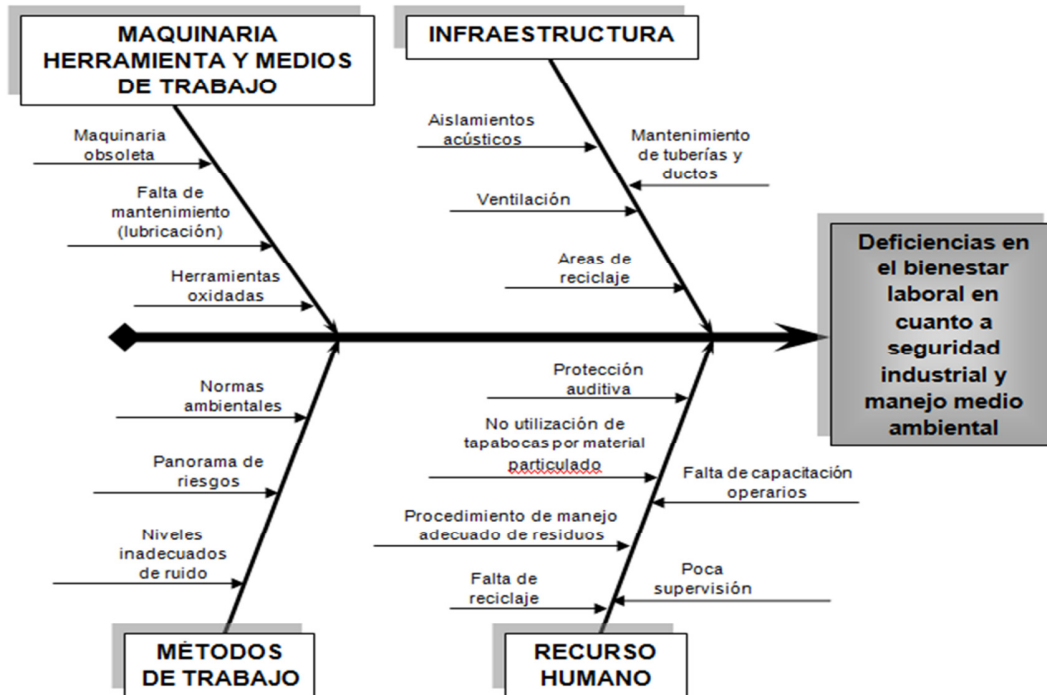 MAQUINARIA
HERRAMIENTA Y MEDIOS
DE TRABAJO
Maquinaria
obsoleta
Falta de
mantenimiento
(lubricación)
Herramientas
oxidadas
INFRAESTRUCTURA
Aislamientos
acústicos
Mantenimiento
de tuberías y
ductos
Ventilación
Areas de
reciclaje
Deficiencias en
el bienestar
laboral en
cuanto a
seguridad
industrial y
manejo medio
ambiental
Normas
ambientales
Panorama de
riesgos
Niveles
inadecuados
de ruido
MÉTODOS
DE TRABAJO
Protección
auditiva
No utilización de
tapabocas por material
particulado
Falta de capacitación
operarios
Procedimiento de manejo
adecuado de residuos
Falta de
reciclaje
Poca
supervisión
RECURSO
HUMANO